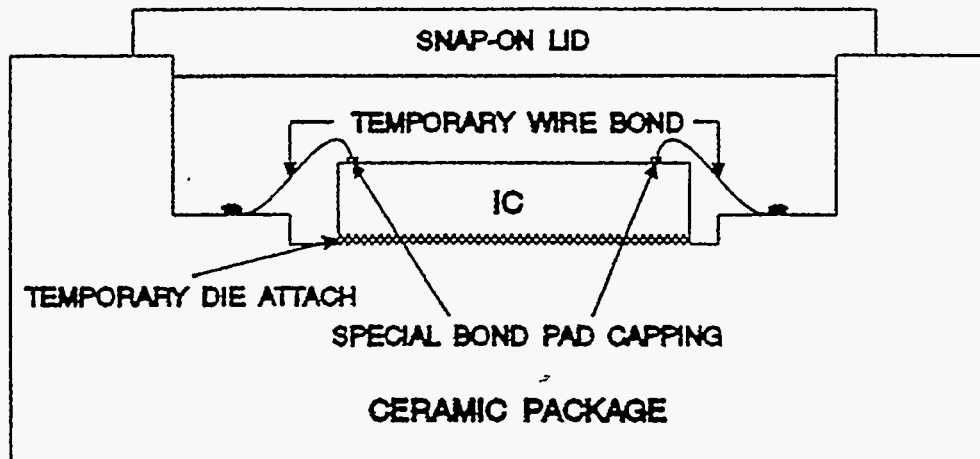 SNAP-ON LID
TEMPORARY WIRE BOND
IC
TEMPORARY DIE ATTACH
SPECIAL BOND PAD CAPPING
CERAMIC PACKAGE